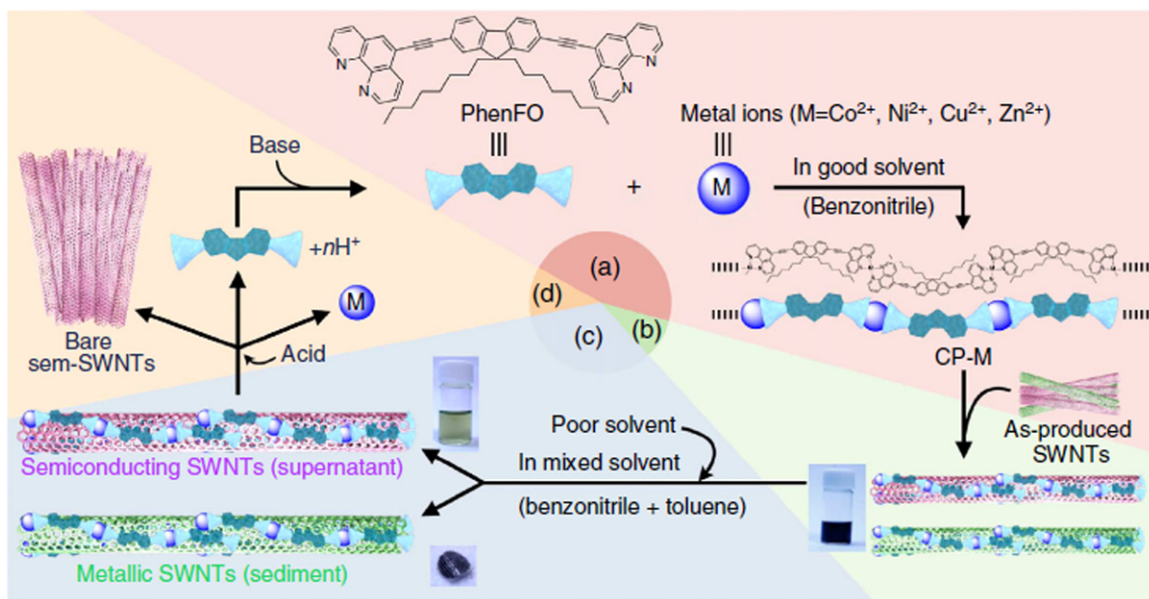 N
N
N
N
PhenFO
Metal ions (M=Co²⁺, Ni²⁺, Cu²⁺, Zn²⁺)
Base
+
M
In good solvent
(Benzonitrile)
+nH⁺
(a)
(b)
(c)
(d)
M
Bare
sem-SWNTs
Acid
CP-M
As-produced
SWNTs
Poor solvent
In mixed solvent
(benzonitrile + toluene)
Semiconducting SWNTs (supernatant)
Metallic SWNTs (sediment)